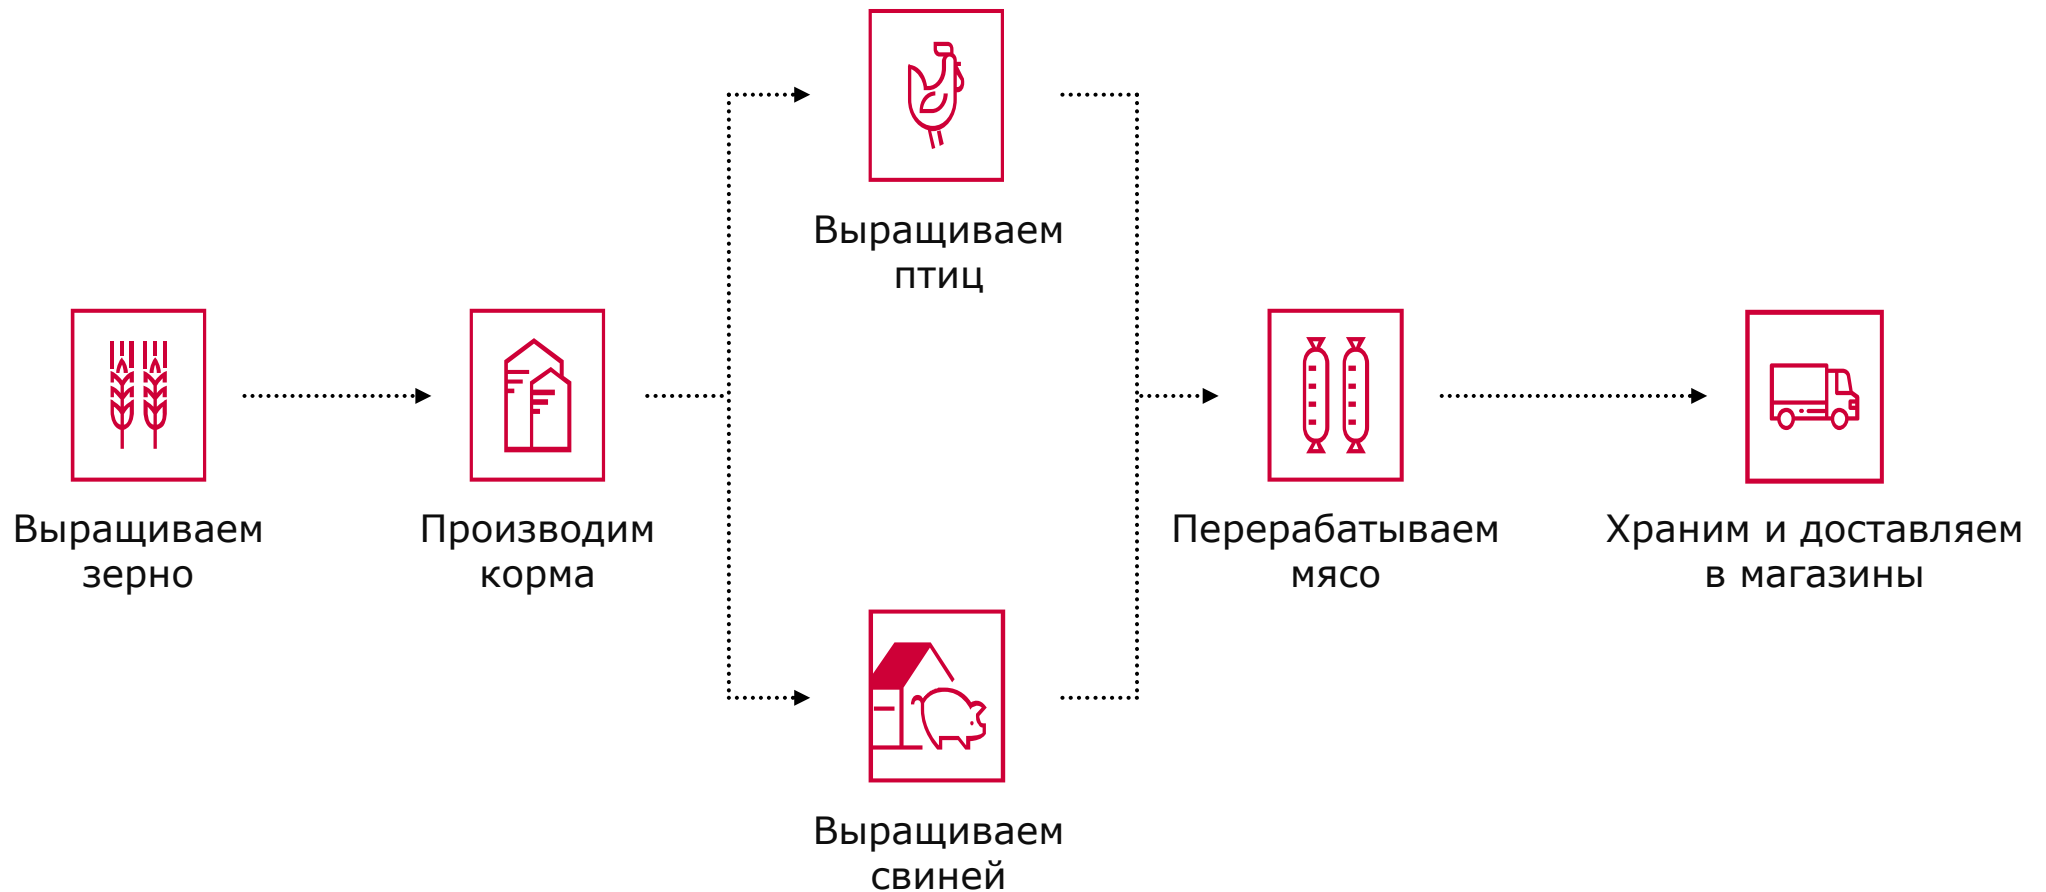 Выращиваем
зерно
Производим
корма
Выращиваем
птиц
Выращиваем
свиней
Перерабатываем
мясо
Храним и доставляем
в магазины